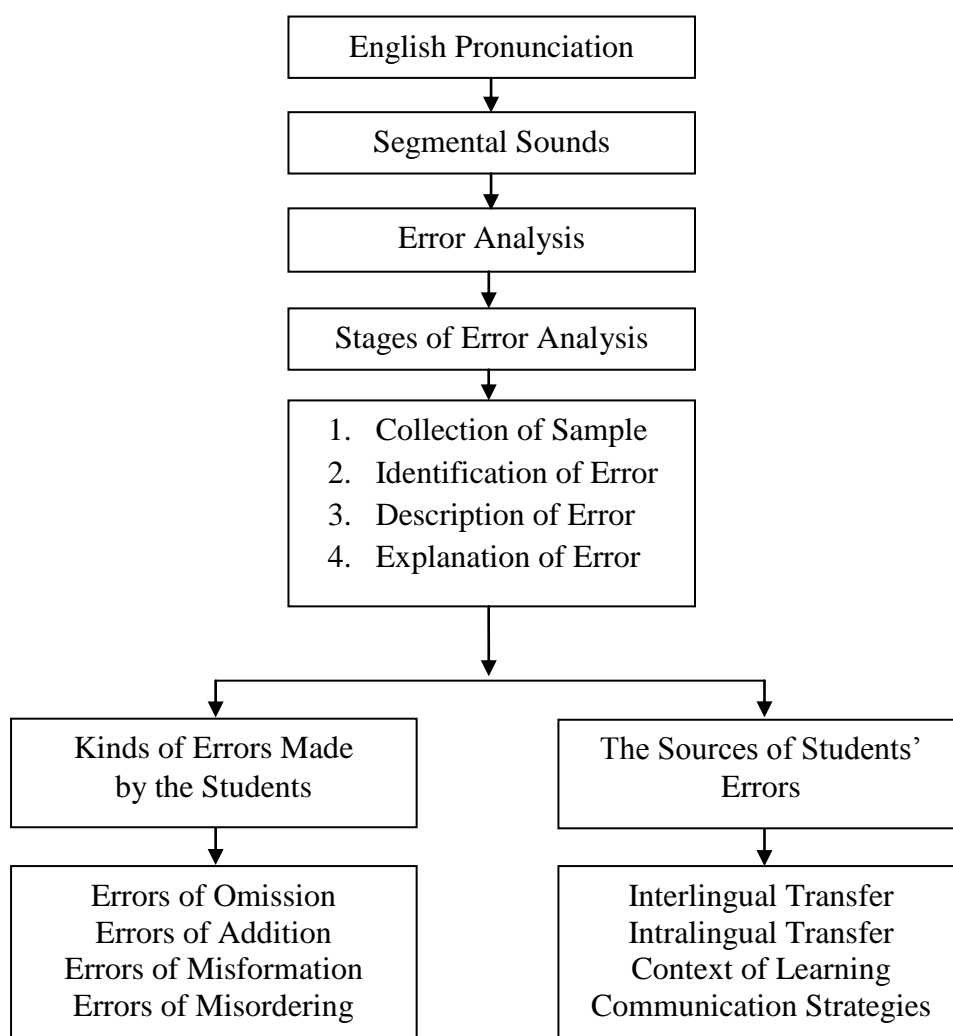 English Pronunciation
Segmental Sounds
Error Analysis
Stages of Error Analysis
1. Collection of Sample
2. Identification of Error
3. Description of Error
4. Explanation of Error
Kinds of Errors Made
by the Students
The Sources of Students’
Errors
Errors of Omission
Errors of Addition
Errors of Misformation
Errors of Misordering
Interlingual Transfer
Intralingual Transfer
Context of Learning
Communication Strategies